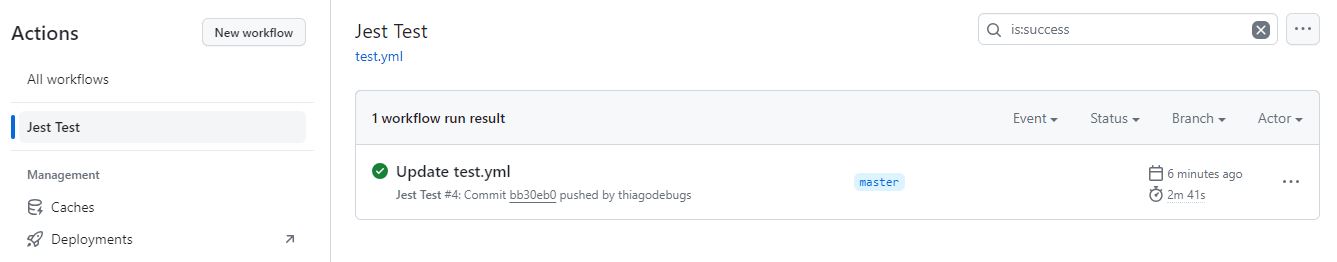 Actions
New workflow
All workflows
Jest Test
Management
Caches
Deployments
Jest Test
test.yml
is:success
1 workflow run result
Event
Status
Branch
Actor
Update test.yml
Jest Test #4: Commit bb30eb0 pushed by thiagodebugs
master
6 minutes ago
2m 41s